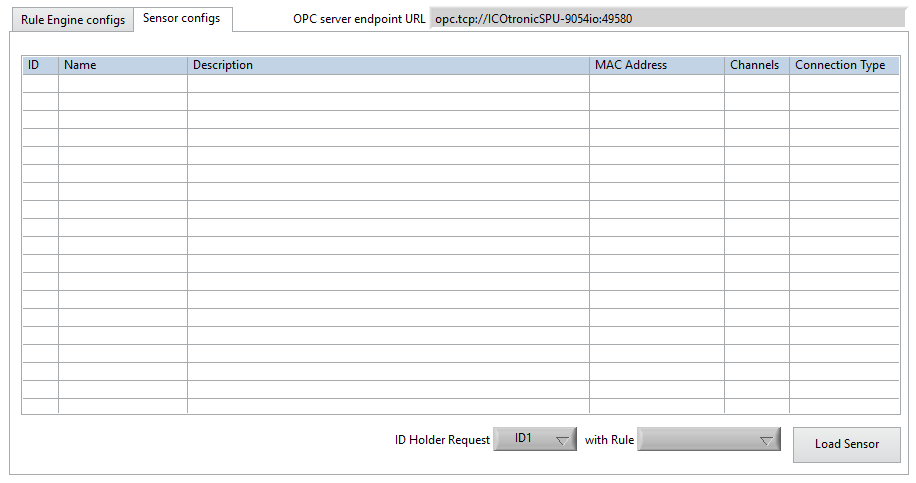 Rule Engine configs Sensor configs OPC server endpoint URL opc.tcp://ICOtronicSPU-9054io:49580
ID Name Description MAC Address Channels Connection Type
ID Holder Request ID1 with Rule Load Sensor